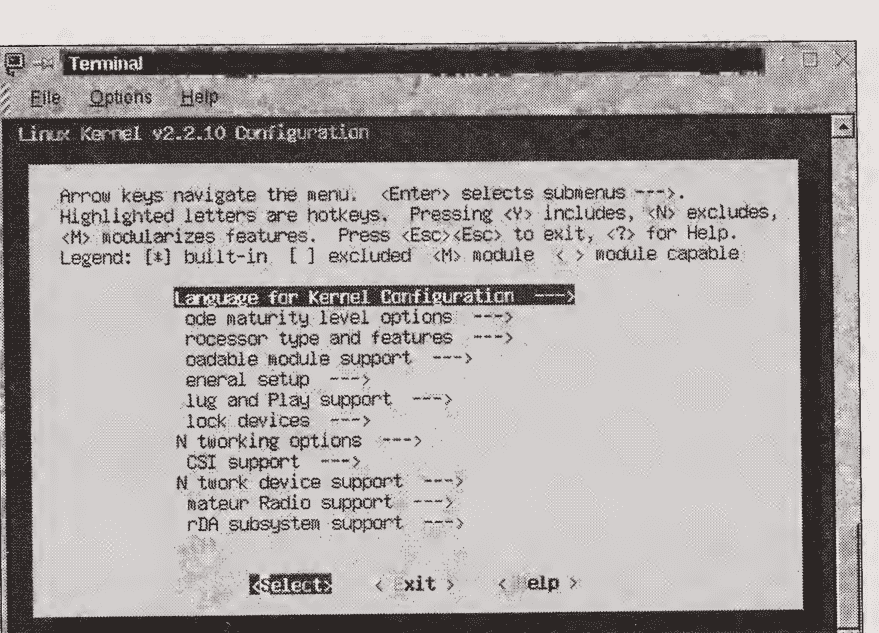 Terminal
File Options Help
Linux Kernel v2.2.10 Configuration
Arrow keys navigate the menu. <Enter> selects submenus --->.
Highlighted letters are hotkeys. Pressing <Y> includes, <N> excludes,
<M> modularizes features. Press <Esc><Esc> to exit, <?> for Help.
Legend: [*] built-in [ ] excluded <M> module < > module capable
Language for Kernel Configuration --->
ode maturity level options --->
rocessor type and features --->
oadable module support --->
eneral setup --->
lug and Play support --->
lock devices --->
N tworking options --->
CSI support --->
N twork device support --->
mateur Radio support --->
rDA subsystem support --->
<Select> < Exit > < elp >